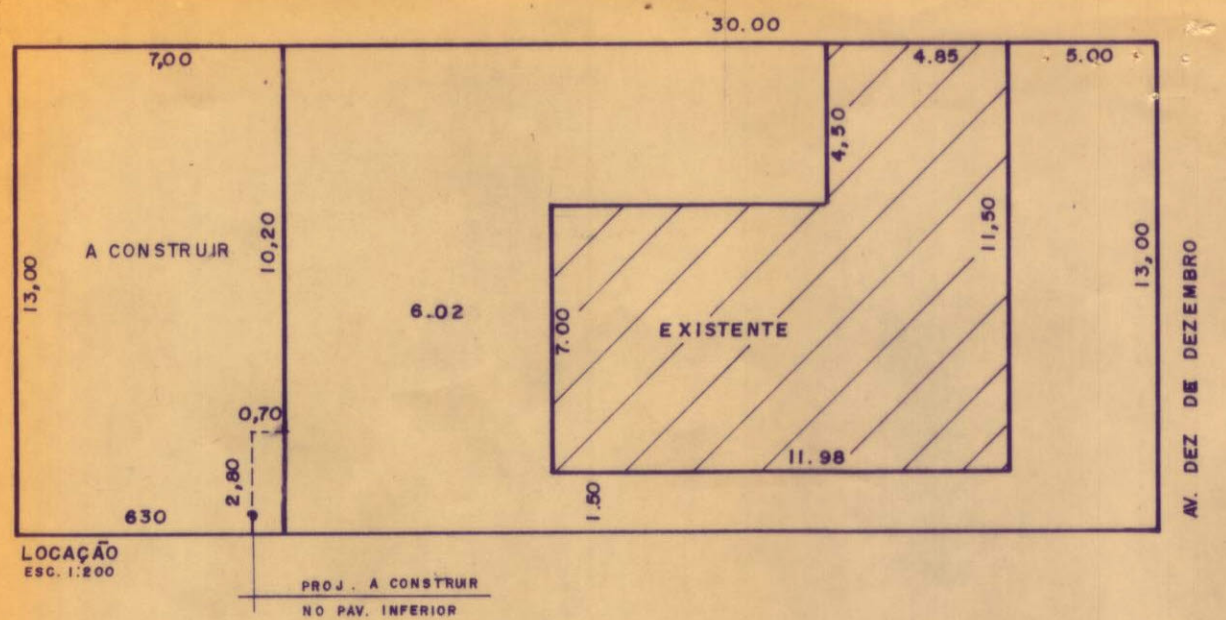 30.00
7,00
4.85
5.00
4,50
A CONSTRUIR
10,20
11,50
13,00
13,00
6.02
7.00
EXISTENTE
AV. DEZ DE DEZEMBRO
0,70
2,80
11.98
1.50
630
LOCAÇÃO
ESC. 1:200
PROJ. A CONSTRUIR
NO PAV. INFERIOR